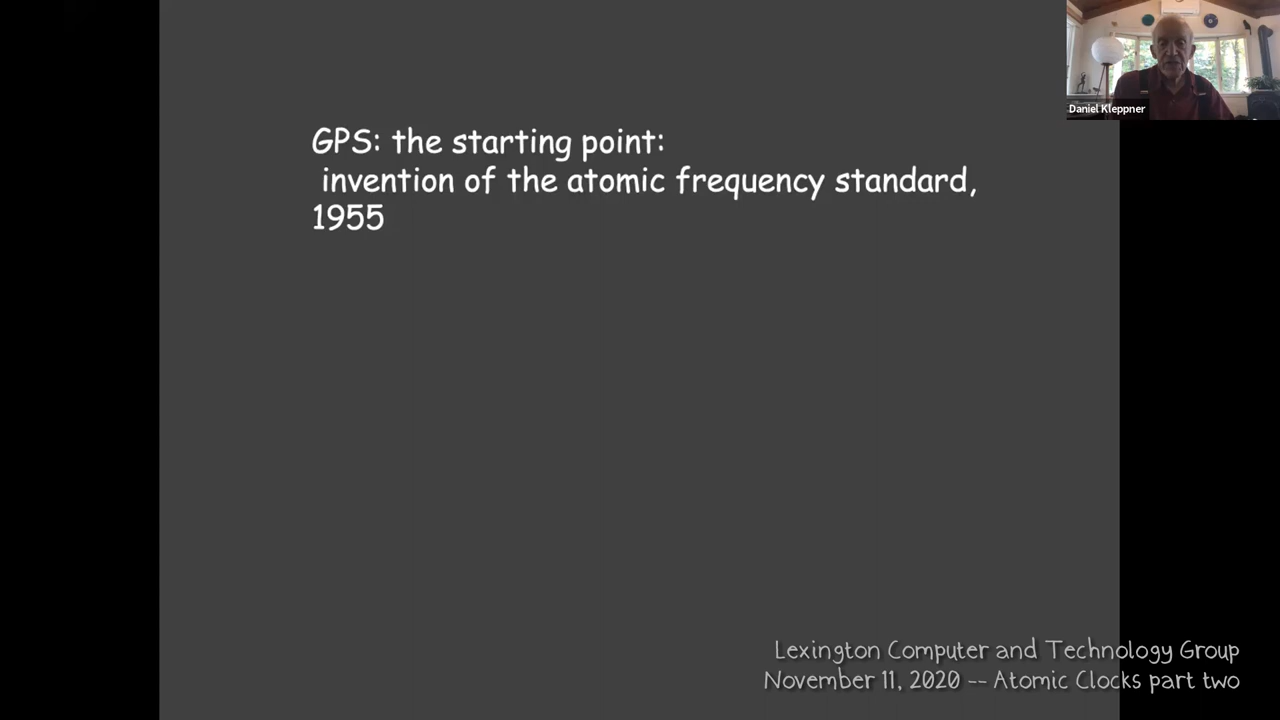 Daniel Kleppner
GPS: the starting point:
invention of the atomic frequency standard,
1955
Lexington Computer and Technology Group
November 11, 2020 -- Atomic Clocks part two